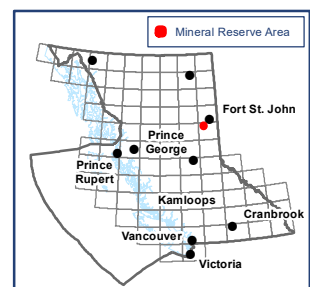 Mineral Reserve Area
Fort St. John
Prince
George
Prince
Rupert
Kamloops
Cranbrook
Vancouver
Victoria